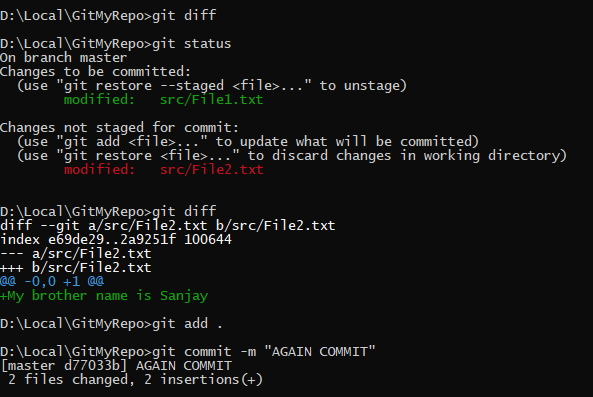 D:\Local\GitMyRepo>git diff
D:\Local\GitMyRepo>git status
On branch master
Changes to be committed:
  (use "git restore --staged <file>..." to unstage)
        modified:   src/File1.txt
Changes not staged for commit:
  (use "git add <file>..." to update what will be committed)
  (use "git restore <file>..." to discard changes in working directory)
        modified:   src/File2.txt
D:\Local\GitMyRepo>git diff
diff --git a/src/File2.txt b/src/File2.txt
index e69de29..2a9251f 100644
--- a/src/File2.txt
+++ b/src/File2.txt
@@ -0,0 +1 @@
+My brother name is Sanjay
D:\Local\GitMyRepo>git add .
D:\Local\GitMyRepo>git commit -m "AGAIN COMMIT"
[master d77033b] AGAIN COMMIT
 2 files changed, 2 insertions(+)